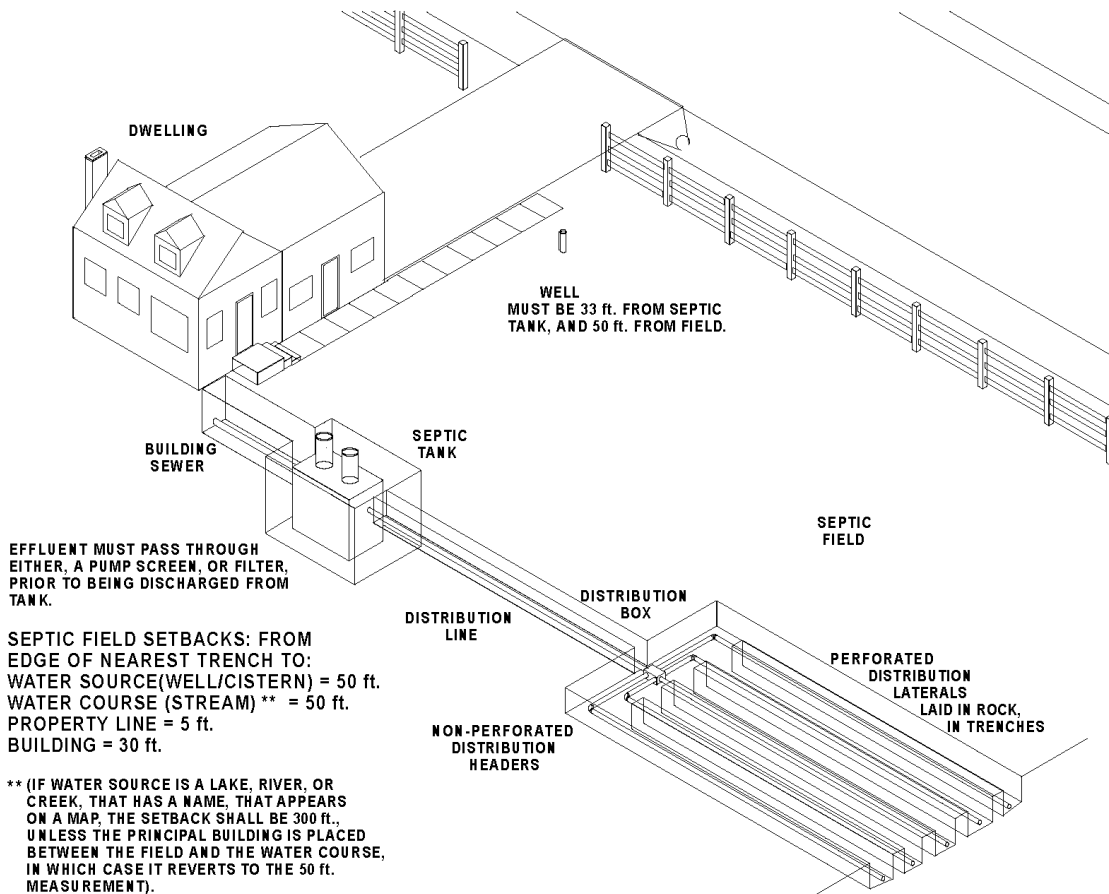 DWELLING
WELL
MUST BE 33 ft. FROM SEPTIC
TANK, AND 50 ft. FROM FIELD.
BUILDING
SEWER
SEPTIC
TANK
SEPTIC
FIELD
EFFLUENT MUST PASS THROUGH
EITHER, A PUMP SCREEN, OR FILTER,
PRIOR TO BEING DISCHARGED FROM
TANK.
DISTRIBUTION
BOX
DISTRIBUTION
LINE
SEPTIC FIELD SETBACKS: FROM
EDGE OF NEAREST TRENCH TO:
WATER SOURCE(WELL/CISTERN) = 50 ft.
WATER COURSE (STREAM) ** = 50 ft.
PROPERTY LINE = 5 ft.
BUILDING = 30 ft.
PERFORATED
DISTRIBUTION
LATERALS
LAID IN ROCK,
IN TRENCHES
NON-PERFORATED
DISTRIBUTION
HEADERS
** (IF WATER SOURCE IS A LAKE, RIVER, OR
CREEK, THAT HAS A NAME, THAT APPEARS
ON A MAP, THE SETBACK SHALL BE 300 ft.,
UNLESS THE PRINCIPAL BUILDING IS PLACED
BETWEEN THE FIELD AND THE WATER COURSE,
IN WHICH CASE IT REVERTS TO THE 50 ft.
MEASUREMENT).